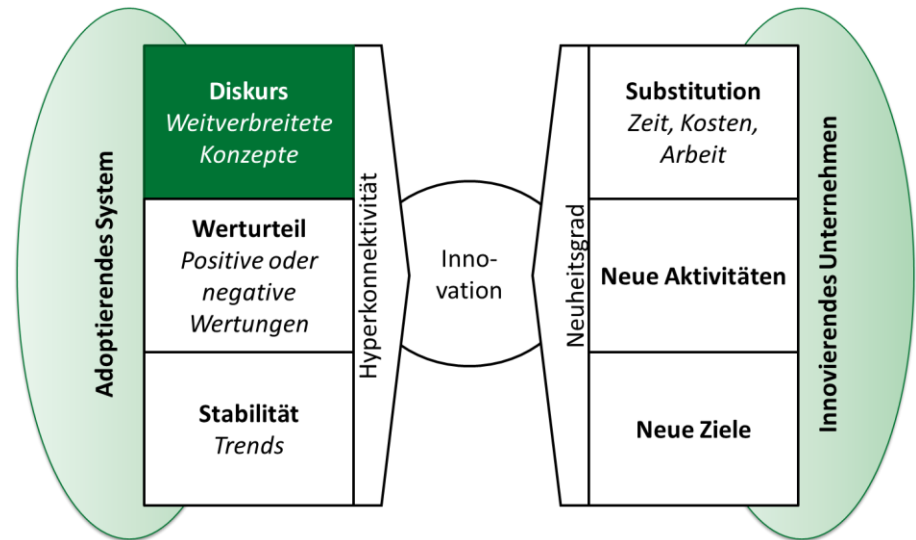 Adoptierendes System
Diskurs
Weitverbreitete
Konzepte
Werturteil
Positive oder
negative
Wertungen
Stabilität
Trends
Hyperkonnektivität
Inno-
vation
Neuheitsgrad
Substitution
Zeit, Kosten,
Arbeit
Neue Aktivitäten
Neue Ziele
Innovierendes Unternehmen